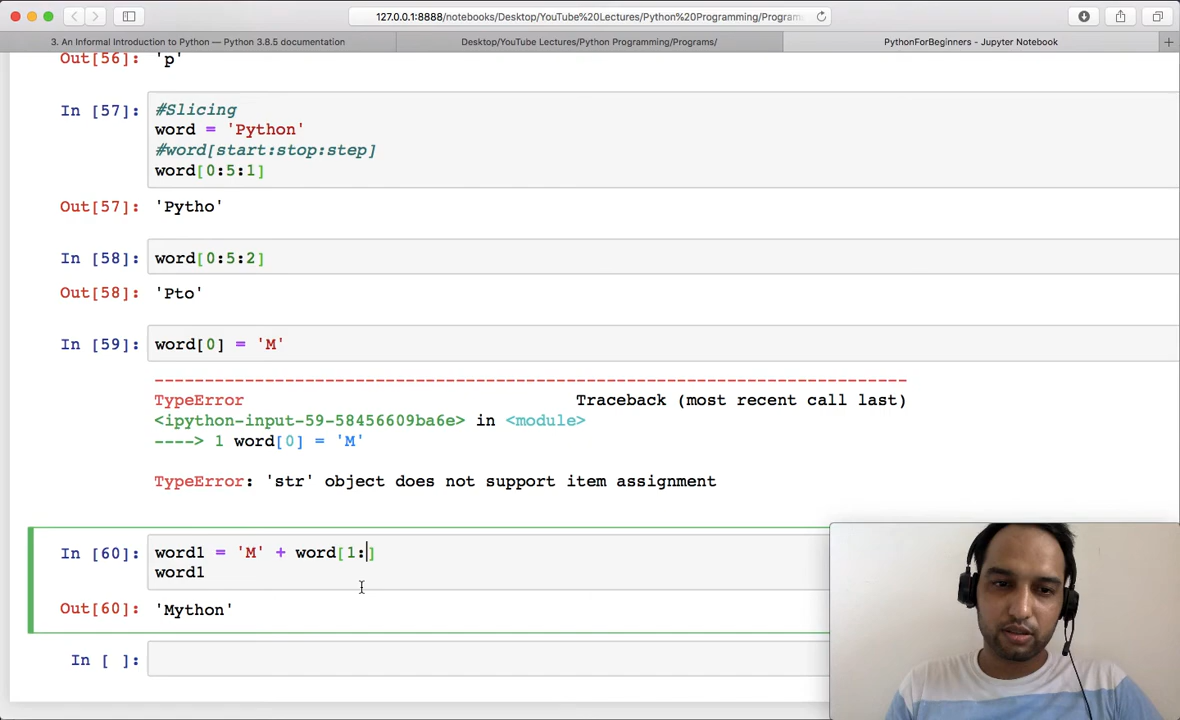 127.0.0.1:8888/notebooks/Desktop/YouTube%20Lectures/Python%20Programming/Program
3. An Informal Introduction to Python — Python 3.8.5 documentation
Desktop/YouTube Lectures/Python Programming/Programs/
PythonForBeginners - Jupyter Notebook
Out[56]: 'p'
In [57]: #Slicing
word = 'Python'
#word[start:stop:step]
word[0:5:1]
Out[57]: 'Pytho'
In [58]: word[0:5:2]
Out[58]: 'Pto'
In [59]: word[0] = 'M'
---------------------------------------------------------------------------
TypeError Traceback (most recent call last)
<ipython-input-59-58456609ba6e> in <module>
----> 1 word[0] = 'M'
TypeError: 'str' object does not support item assignment
In [60]: word1 = 'M' + word[1:]
word1
Out[60]: 'Mython'
In [ ]: